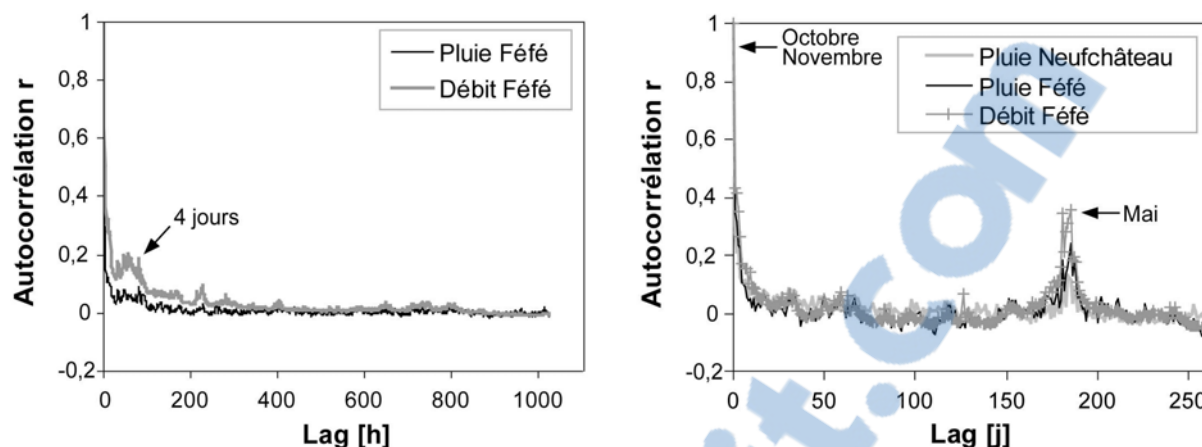 1
0,8
0,6
0,4
0,2
0
-0,2
Autocorrélation r
Pluie Féfé
Débit Féfé
4 jours
0 200 400 600 800 1000
Lag [h]
1
0,8
0,6
0,4
0,2
0
-0,2
Autocorrélation r
Octobre
Novembre
Pluie Neufchâteau
Pluie Féfé
Débit Féfé
Mai
0 50 100 150 200 250
Lag [j]
it.com